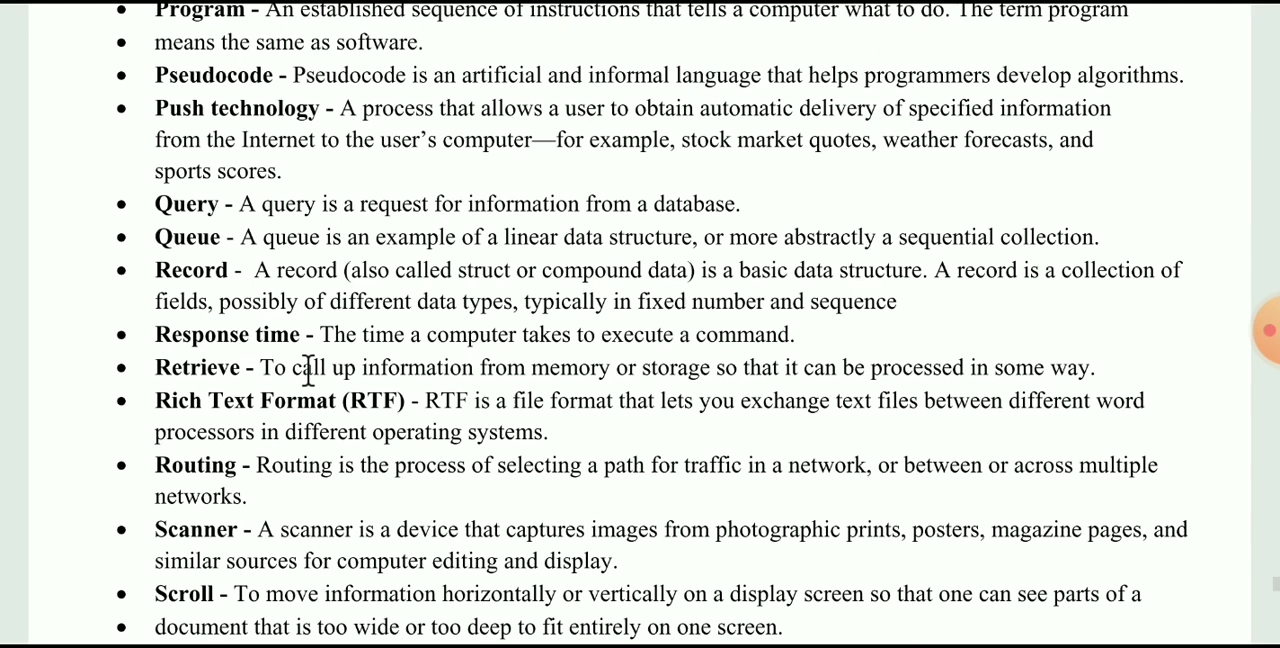 • Program - An established sequence of instructions that tells a computer what to do. The term program
• means the same as software.
• Pseudocode - Pseudocode is an artificial and informal language that helps programmers develop algorithms.
• Push technology - A process that allows a user to obtain automatic delivery of specified information
from the Internet to the user’s computer—for example, stock market quotes, weather forecasts, and
sports scores.
• Query - A query is a request for information from a database.
• Queue - A queue is an example of a linear data structure, or more abstractly a sequential collection.
• Record - A record (also called struct or compound data) is a basic data structure. A record is a collection of
fields, possibly of different data types, typically in fixed number and sequence
• Response time - The time a computer takes to execute a command.
• Retrieve - To call up information from memory or storage so that it can be processed in some way.
• Rich Text Format (RTF) - RTF is a file format that lets you exchange text files between different word
processors in different operating systems.
• Routing - Routing is the process of selecting a path for traffic in a network, or between or across multiple
networks.
• Scanner - A scanner is a device that captures images from photographic prints, posters, magazine pages, and
similar sources for computer editing and display.
• Scroll - To move information horizontally or vertically on a display screen so that one can see parts of a
• document that is too wide or too deep to fit entirely on one screen.